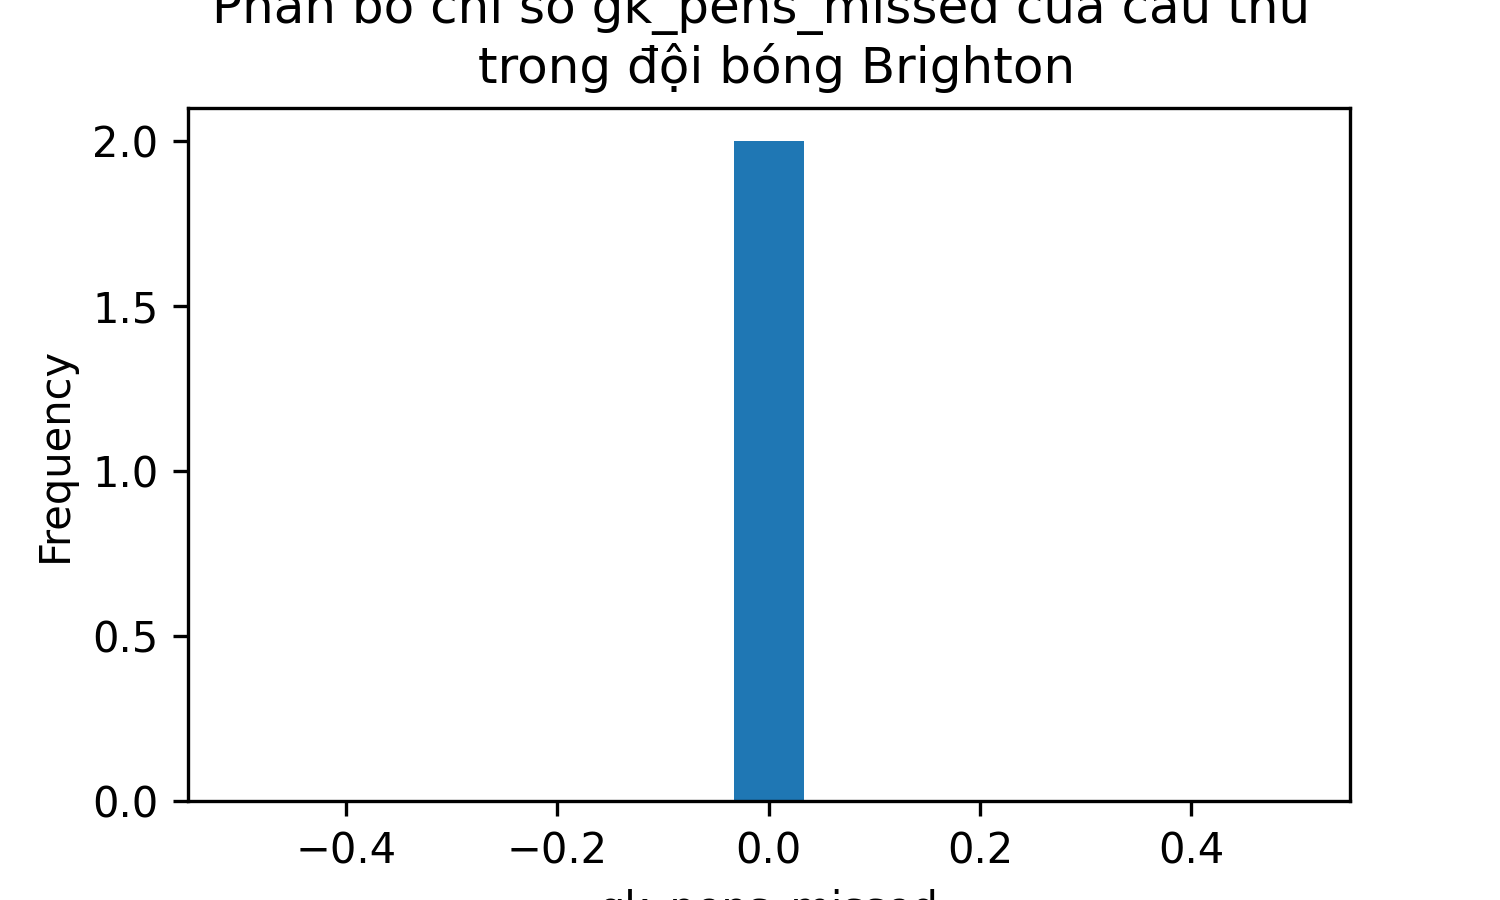 Phân bố chỉ số gk_pens_missed của cầu thủ
trong đội bóng Brighton
2.0
1.5
1.0
0.5
0.0
Frequency
−0.4 −0.2 0.0 0.2 0.4
gk_pens_missed